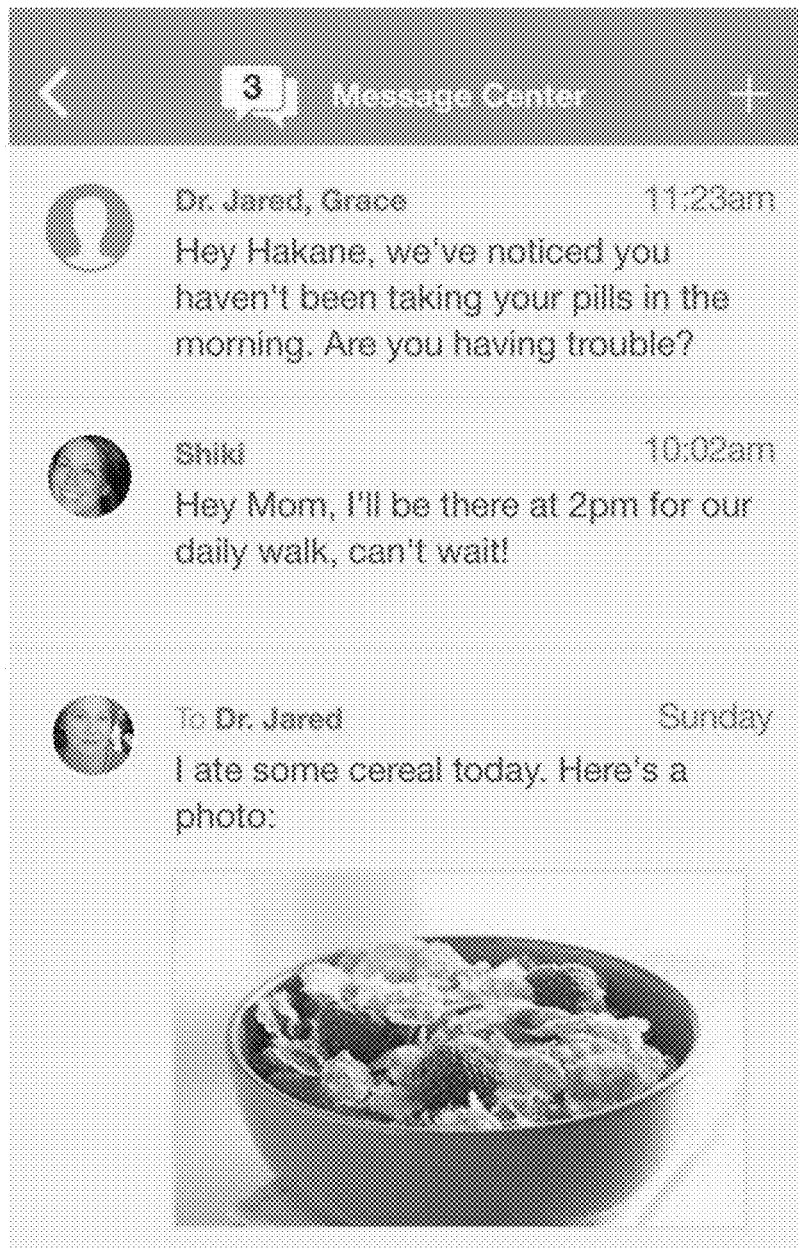 3 Message Center +
Dr. Jared, Grace 11:23am
Hey Hakane, we've noticed you
haven't been taking your pills in the
morning. Are you having trouble?
Shiki 10:02am
Hey Mom, I'll be there at 2pm for our
daily walk, can't wait!
To Dr. Jared Sunday
I ate some cereal today. Here's a
photo: